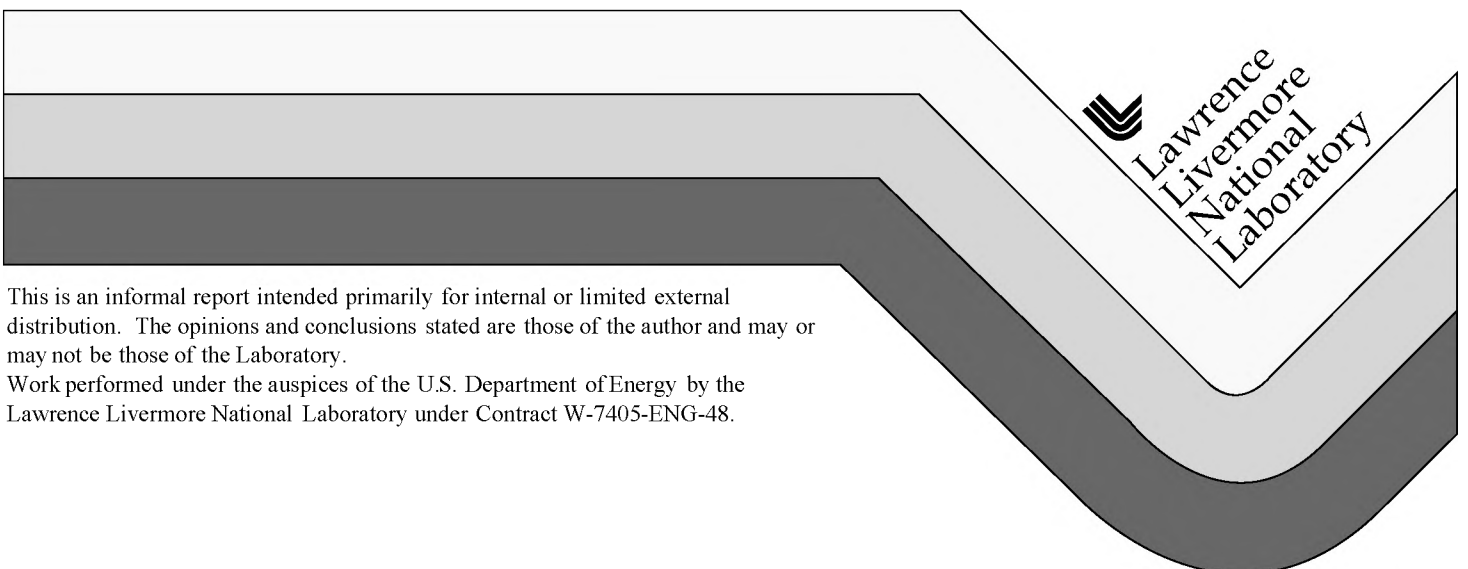 Lawrence
Livermore
National
Laboratory
This is an informal report intended primarily for internal or limited external
distribution. The opinions and conclusions stated are those of the author and may or
may not be those of the Laboratory.
Work performed under the auspices of the U.S. Department of Energy by the
Lawrence Livermore National Laboratory under Contract W-7405-ENG-48.